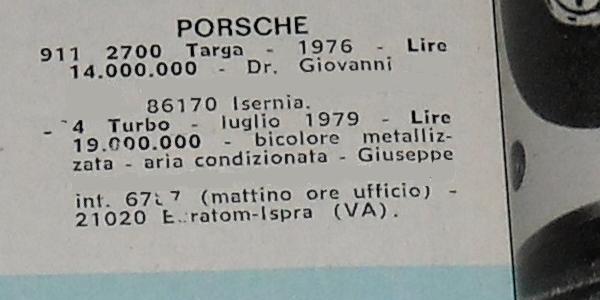 PORSCHE
911 2700 Targa - 1976 - Lire
14.000.000 - Dr. Giovanni
86170 Isernia.
4 Turbo - luglio 1979 - Lire
19.000.000 - bicolore metalliz-
zata - aria condizionata - Giuseppe
int. (mattino ore ufficio) -
21020 (VA).